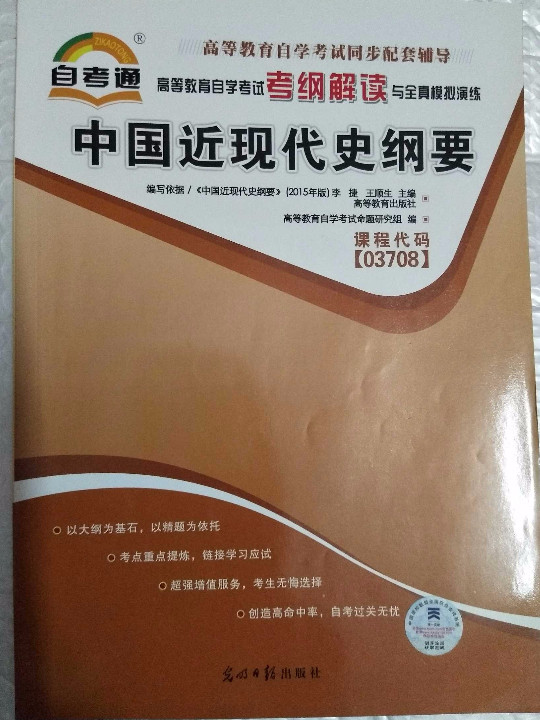 ZIKAOTONG
®
自考通
高等教育自学考试同步配套辅导
高等教育自学考试考纲解读与全真模拟演练
中国近现代史纲要
编写依据/《中国近现代史纲要》(2015年版)李 捷 王顺生 主编
高等教育出版社
高等教育自学考试命题研究组 编
课程代码
【03708】
以大纲为基石，以精题为依托
考点重点提炼，链接学习应试
超强增值服务，考生无悔选择
创造高命中率，自考过关无忧
光明日报出版社